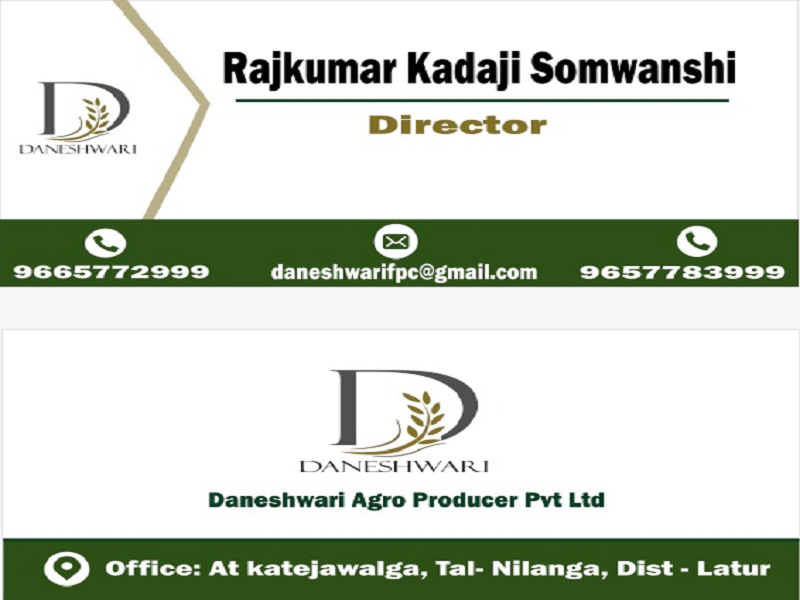 Rajkumar Kadaji Somwanshi
DANESHWARI
Director
9665772999
daneshwarifpc@gmail.com
9657783999
DANESHWARI
Daneshwari Agro Producer Pvt Ltd
Office: At katejawalga, Tal- Nilanga, Dist - Latur